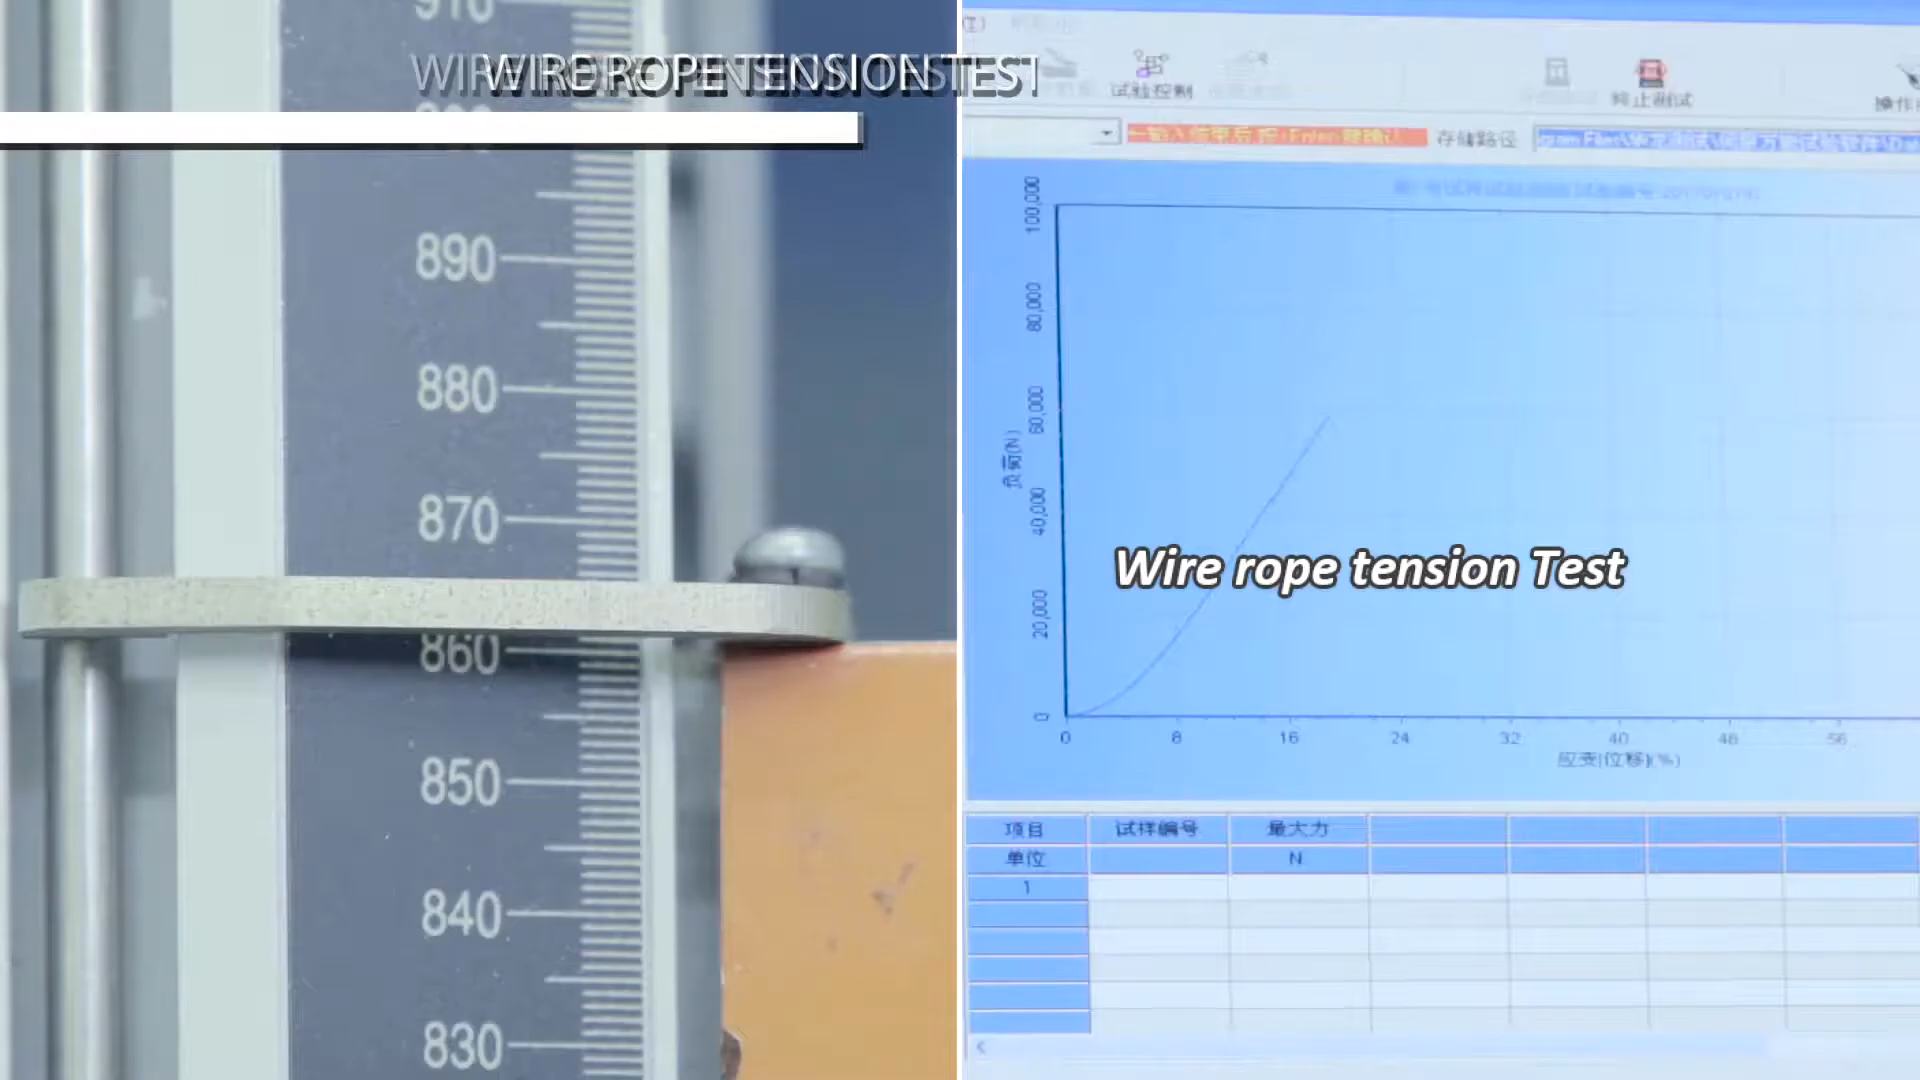 910
WIRE ROPE TENSION TEST
890
880
870
860
850
840
830
试验控制
终止测试
存储路径
100,000
80,000
60,000
40,000
20,000
0
负荷(N)
0 8 16 24 32 40 48 56
应变(位移)(%)
Wire rope tension Test
项目 试样编号 最大力
单位 N
1